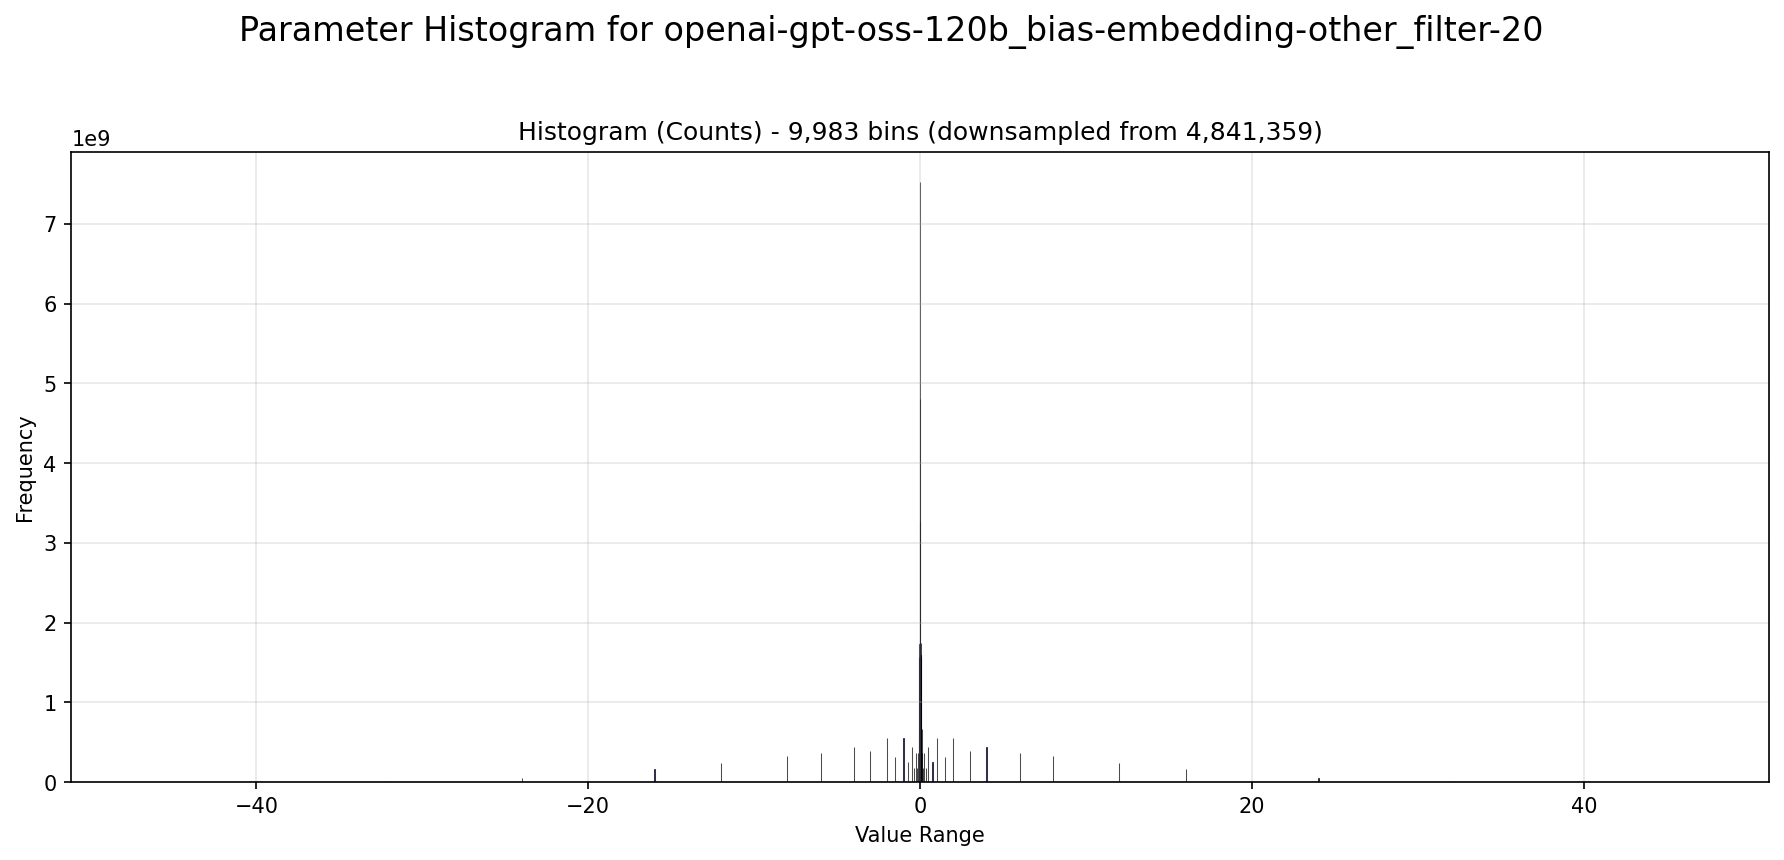 Parameter Histogram for openai-gpt-oss-120b_bias-embedding-other_filter-20
Histogram (Counts) - 9,983 bins (downsampled from 4,841,359)
1e9
7
6
5
4
3
2
1
0
Frequency
−40
−20
0
20
40
Value Range